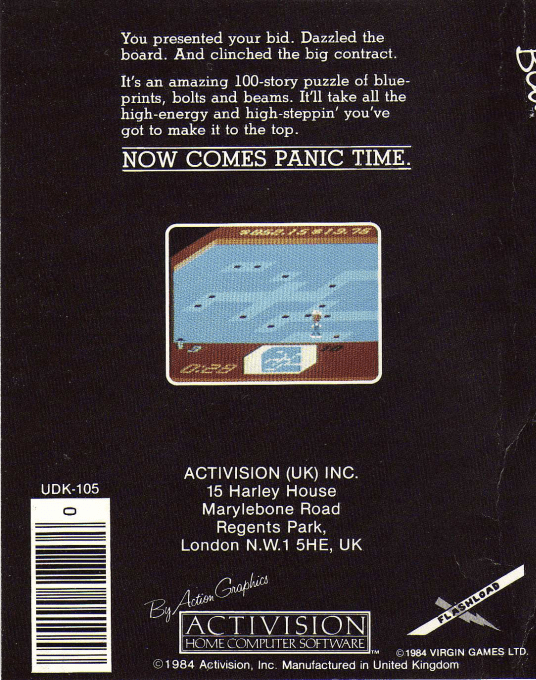 You presented your bid. Dazzled the
board. And clinched the big contract.
It's an amazing 100-story puzzle of blue-
prints, bolts and beams. It'll take all the
high-energy and high-steppin' you've
got to make it to the top.
NOW COMES PANIC TIME.
0:29
ACTIVISION (UK) INC.
15 Harley House
Marylebone Road
Regents Park,
London N.W.1 5HE, UK
UDK-105
0
By Action Graphics
ACTIVISION
HOME COMPUTER SOFTWARE™
©1984 Activision, Inc. Manufactured in United Kingdom
FLASHLOAD
©1984 VIRGIN GAMES LTD.